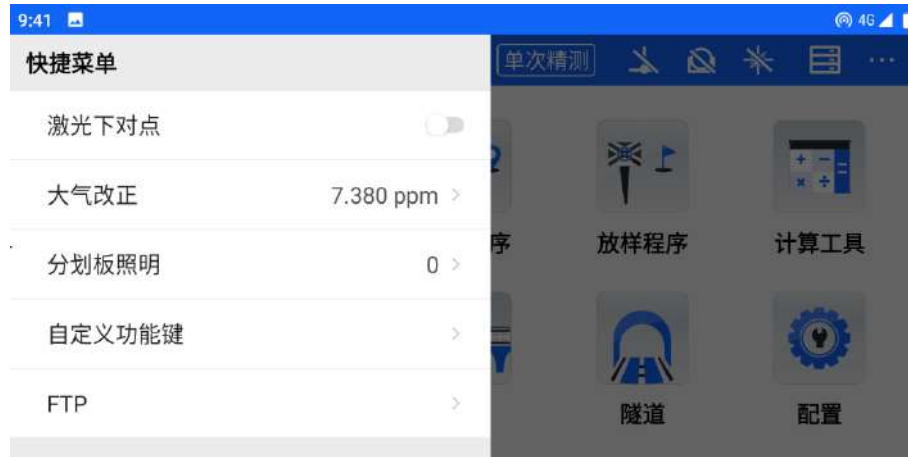 9:41
4G
快捷菜单
单次精测
激光下对点
大气改正 7.380 ppm
分划板照明 0
自定义功能键
FTP
序
放样程序
计算工具
隧道
配置